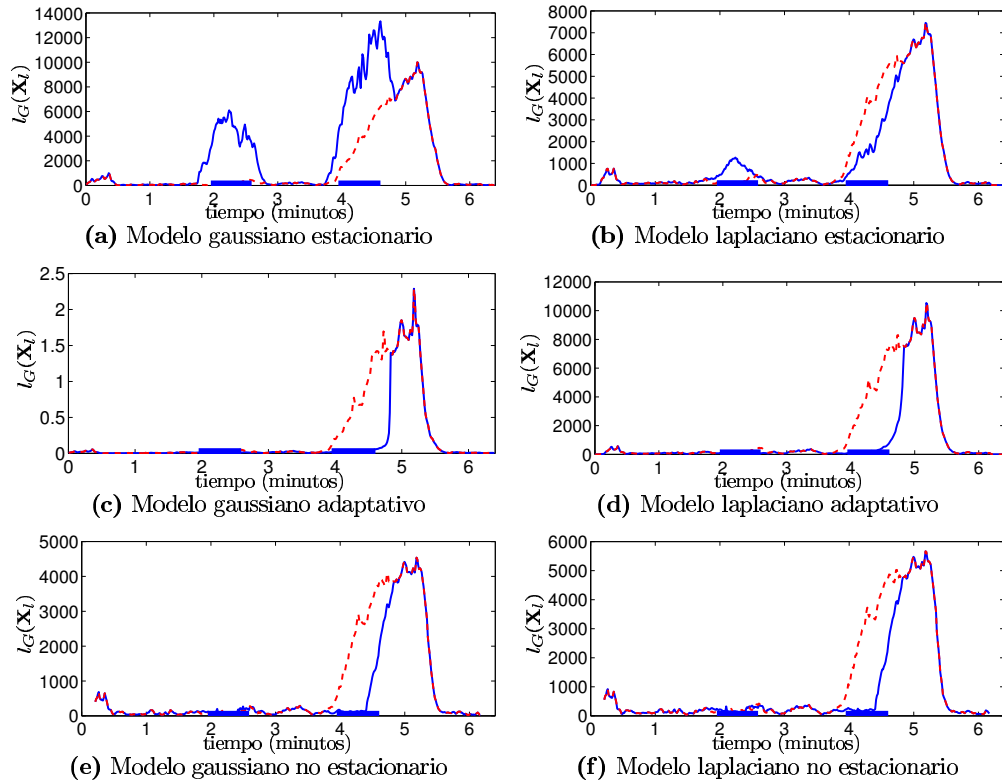 14000
12000
10000
8000
6000
4000
2000
0
l_G(X_l)
0 1 2 3 4 5 6
tiempo (minutos)
(a) Modelo gaussiano estacionario
8000
7000
6000
5000
4000
3000
2000
1000
0
l_G(X_l)
0 1 2 3 4 5 6
tiempo (minutos)
(b) Modelo laplaciano estacionario
2.5
2
1.5
1
0.5
0
l_G(X_l)
0 1 2 3 4 5 6
tiempo (minutos)
(c) Modelo gaussiano adaptativo
12000
10000
8000
6000
4000
2000
0
l_G(X_l)
0 1 2 3 4 5 6
tiempo (minutos)
(d) Modelo laplaciano adaptativo
5000
4000
3000
2000
1000
0
l_G(X_l)
0 1 2 3 4 5 6
tiempo (minutos)
(e) Modelo gaussiano no estacionario
6000
5000
4000
3000
2000
1000
0
l_G(X_l)
0 1 2 3 4 5 6
tiempo (minutos)
(f) Modelo laplaciano no estacionario